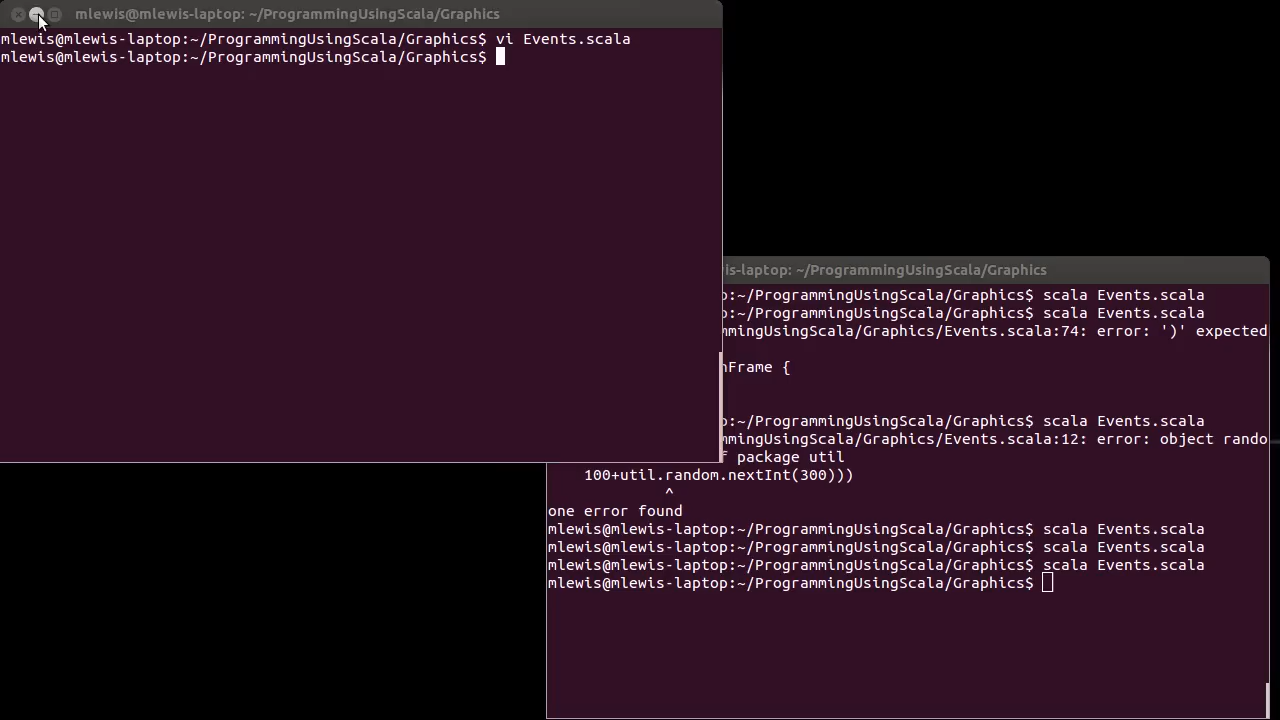 mlewis@mlewis-laptop: ~/ProgrammingUsingScala/Graphics
mlewis@mlewis-laptop:~/ProgrammingUsingScala/Graphics$ vi Events.scala
mlewis@mlewis-laptop:~/ProgrammingUsingScala/Graphics$
is-laptop: ~/ProgrammingUsingScala/Graphics
p:~/ProgrammingUsingScala/Graphics$ scala Events.scala
p:~/ProgrammingUsingScala/Graphics$ scala Events.scala
mmingUsingScala/Graphics/Events.scala:74: error: ')' expected
nFrame {
p:~/ProgrammingUsingScala/Graphics$ scala Events.scala
mmingUsingScala/Graphics/Events.scala:12: error: object rando
f package util
100+util.random.nextInt(300)))
^
one error found
mlewis@mlewis-laptop:~/ProgrammingUsingScala/Graphics$ scala Events.scala
mlewis@mlewis-laptop:~/ProgrammingUsingScala/Graphics$ scala Events.scala
mlewis@mlewis-laptop:~/ProgrammingUsingScala/Graphics$ scala Events.scala
mlewis@mlewis-laptop:~/ProgrammingUsingScala/Graphics$